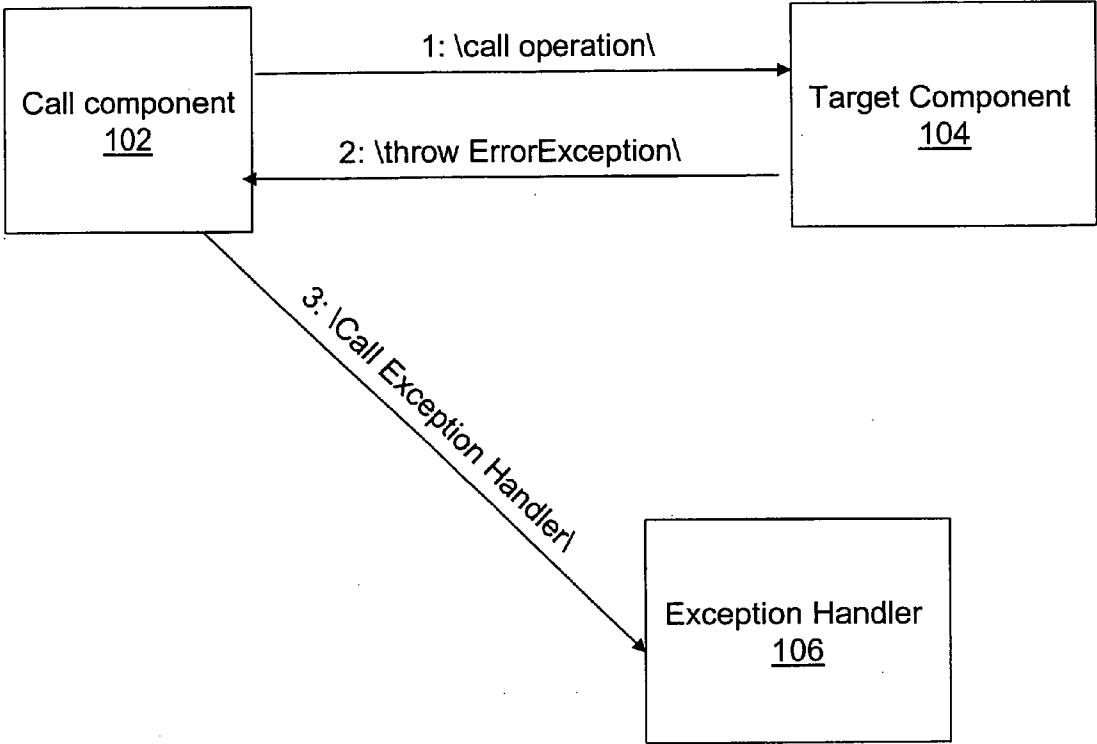 1: \call operation\
Call component
102
Target Component
104
2: \throw ErrorException\
3: \Call Exception Handler\
Exception Handler
106